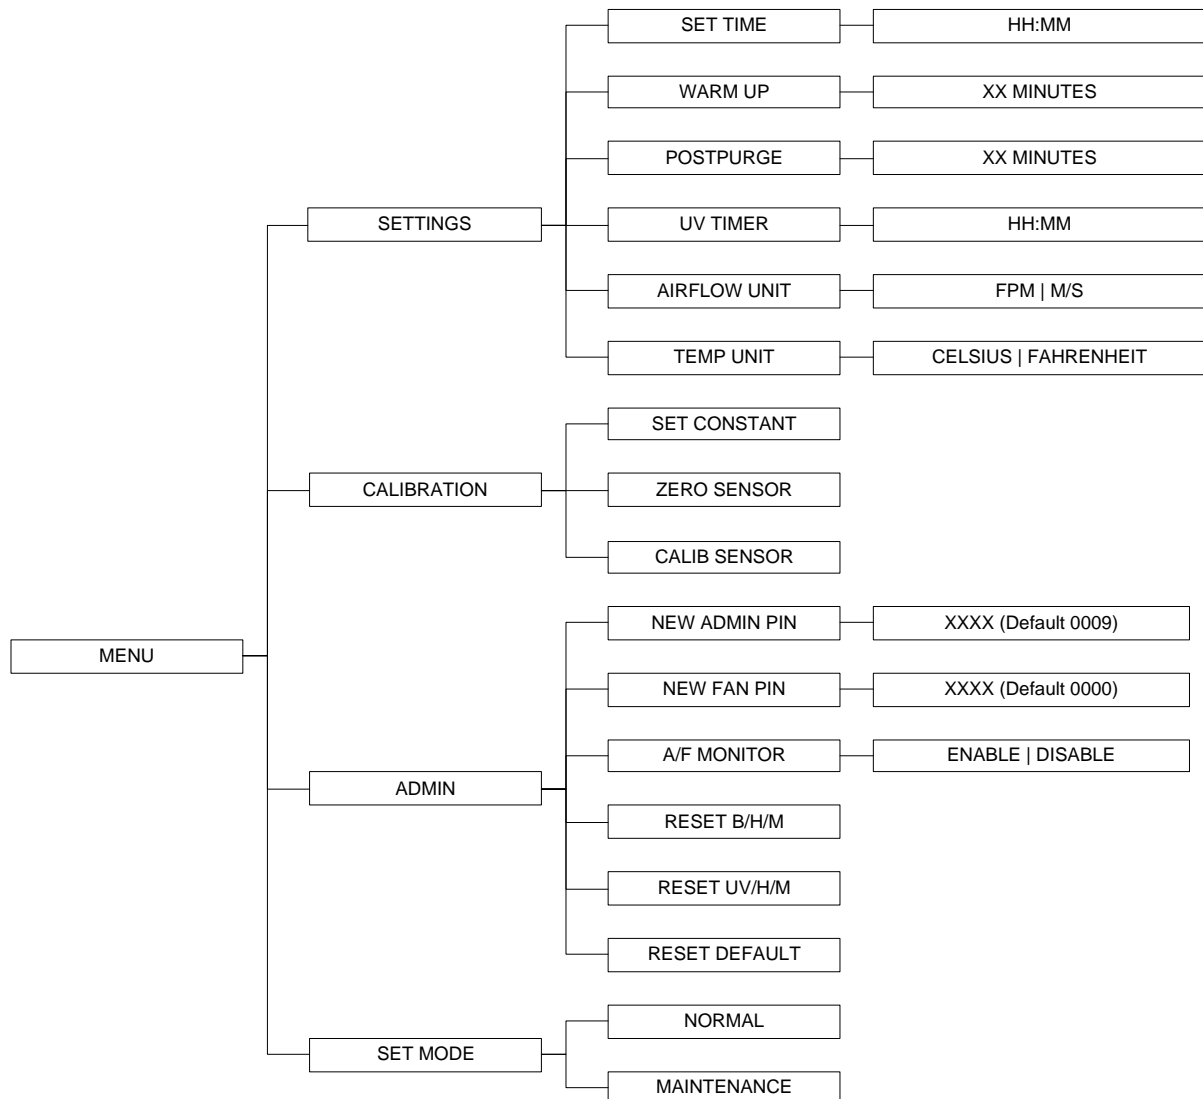 SET TIME
HH:MM
WARM UP
XX MINUTES
POSTPURGE
XX MINUTES
SETTINGS
UV TIMER
HH:MM
AIRFLOW UNIT
FPM | M/S
TEMP UNIT
CELSIUS | FAHRENHEIT
SET CONSTANT
CALIBRATION
ZERO SENSOR
CALIB SENSOR
NEW ADMIN PIN
XXXX (Default 0009)
MENU
NEW FAN PIN
XXXX (Default 0000)
A/F MONITOR
ENABLE | DISABLE
ADMIN
RESET B/H/M
RESET UV/H/M
RESET DEFAULT
NORMAL
SET MODE
MAINTENANCE